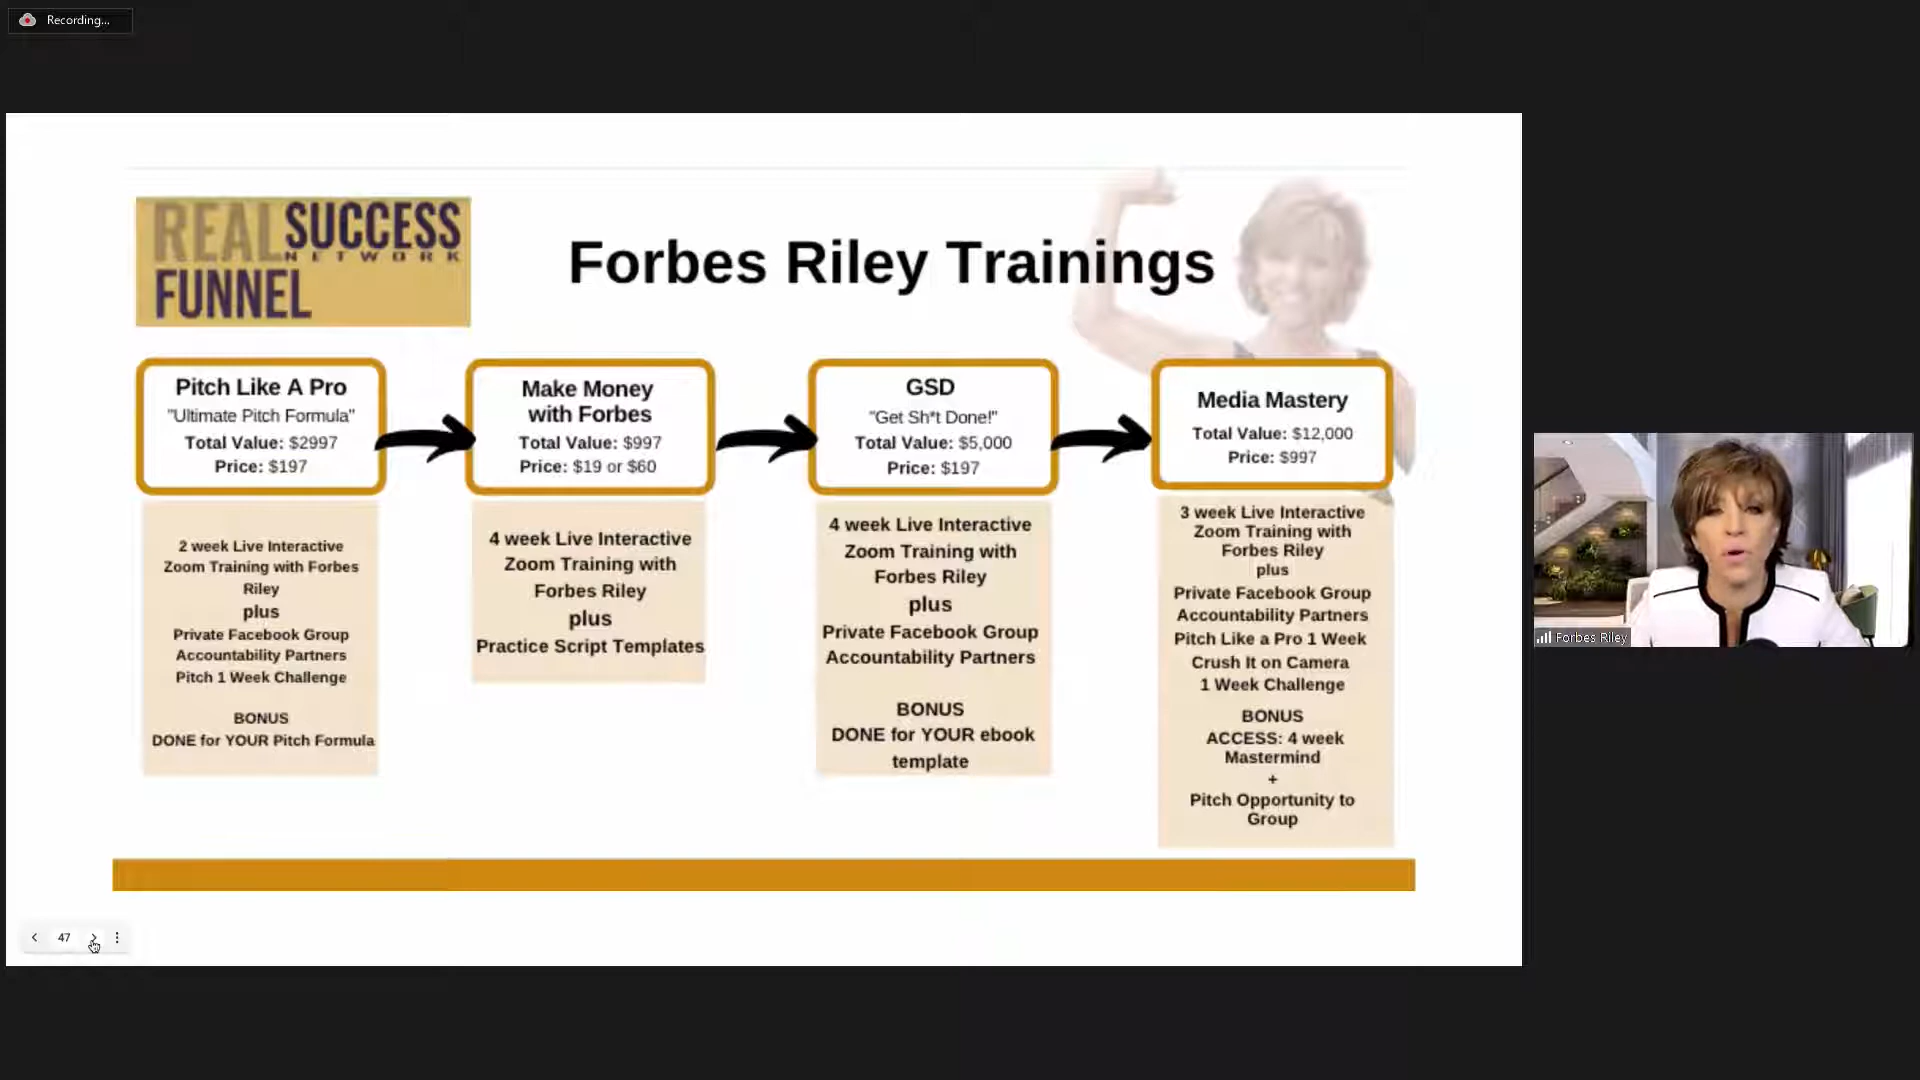 Recording...
REAL SUCCESS
NETWORK
FUNNEL
Forbes Riley Trainings
Pitch Like A Pro
"Ultimate Pitch Formula"
Total Value: $2997
Price: $197
2 week Live Interactive
Zoom Training with Forbes
Riley
plus
Private Facebook Group
Accountability Partners
Pitch 1 Week Challenge
BONUS
DONE for YOUR Pitch Formula
Make Money
with Forbes
Total Value: $997
Price: $19 or $60
4 week Live Interactive
Zoom Training with
Forbes Riley
plus
Practice Script Templates
GSD
"Get Sh*t Done!"
Total Value: $5,000
Price: $197
4 week Live Interactive
Zoom Training with
Forbes Riley
plus
Private Facebook Group
Accountability Partners
BONUS
DONE for YOUR ebook
template
Media Mastery
Total Value: $12,000
Price: $997
3 week Live Interactive
Zoom Training with
Forbes Riley
plus
Private Facebook Group
Accountability Partners
Pitch Like a Pro 1 Week
Crush It on Camera
1 Week Challenge
BONUS
ACCESS: 4 week
Mastermind
+
Pitch Opportunity to
Group
Forbes Riley
47